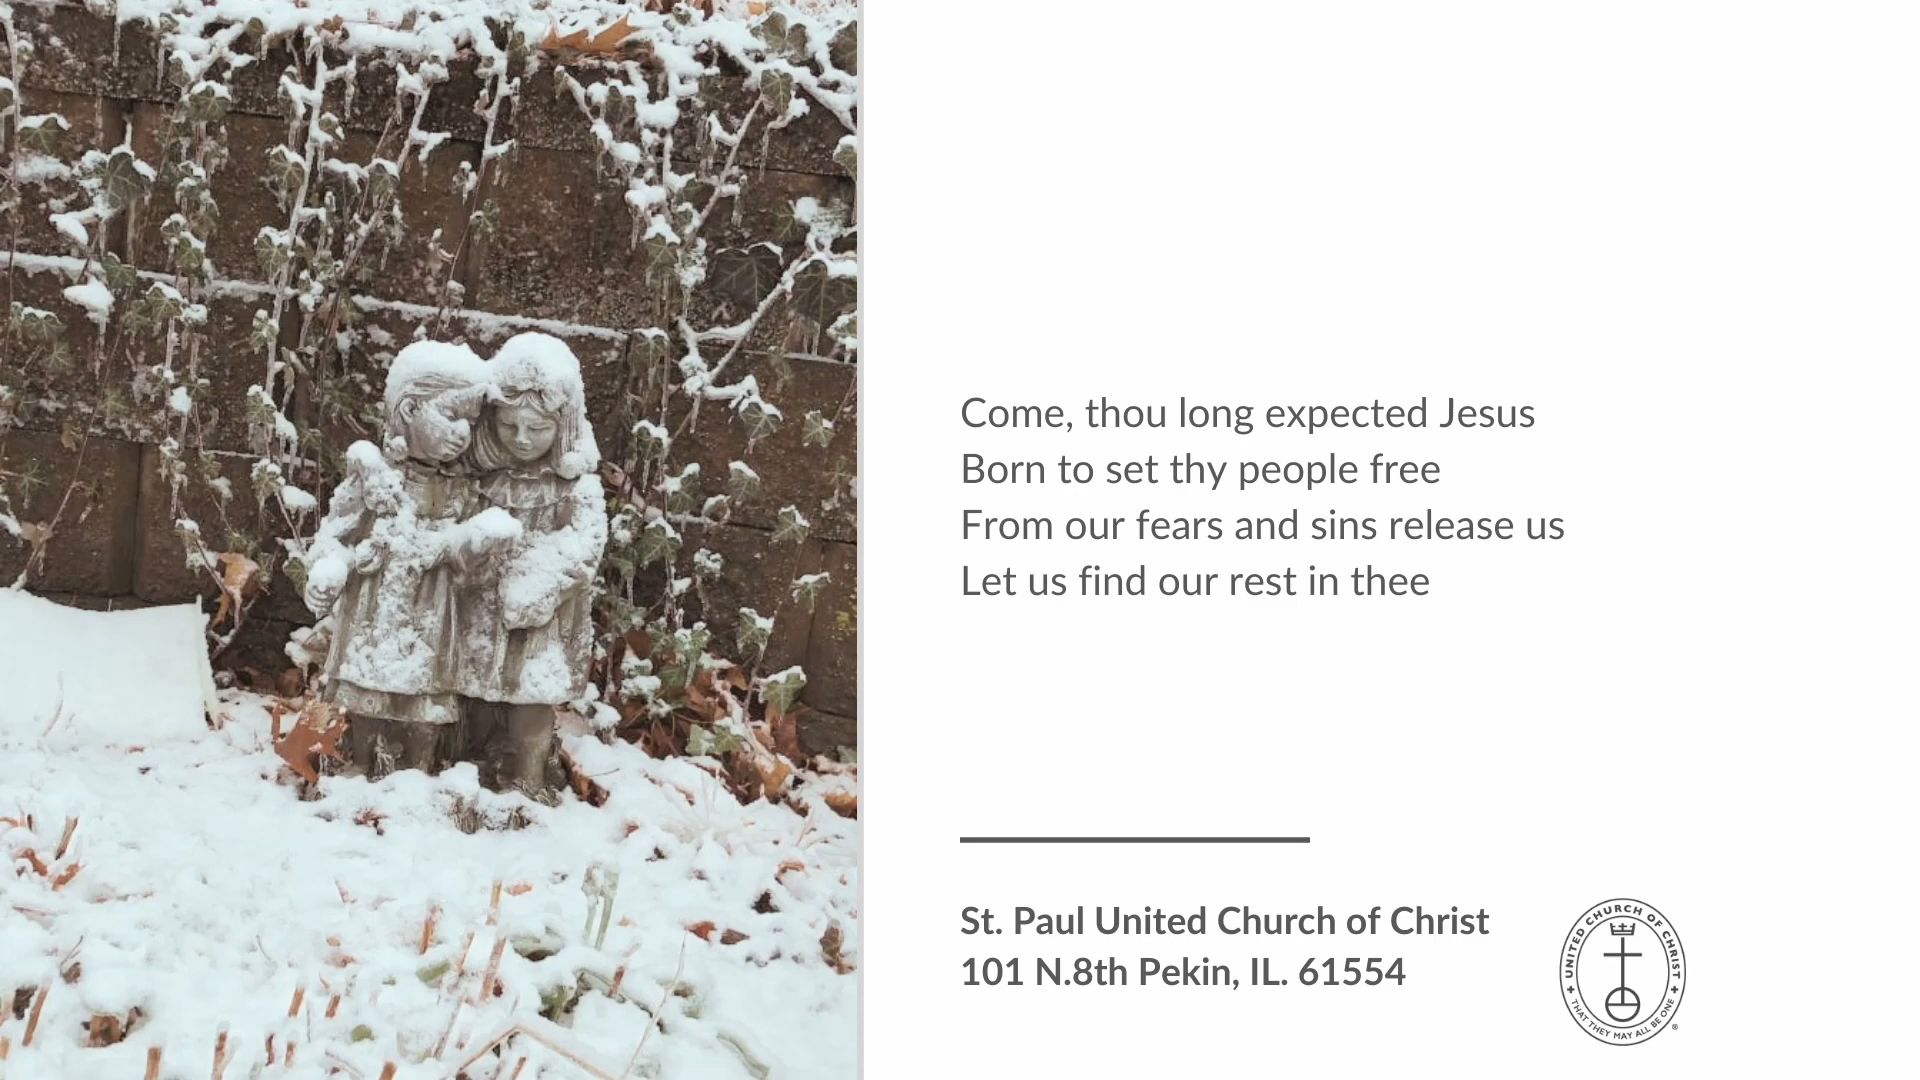 Come, thou long expected Jesus
Born to set thy people free
From our fears and sins release us
Let us find our rest in thee
St. Paul United Church of Christ
101 N.8th Pekin, IL. 61554
UNITED CHURCH OF CHRIST
THAT THEY MAY ALL BE ONE
®